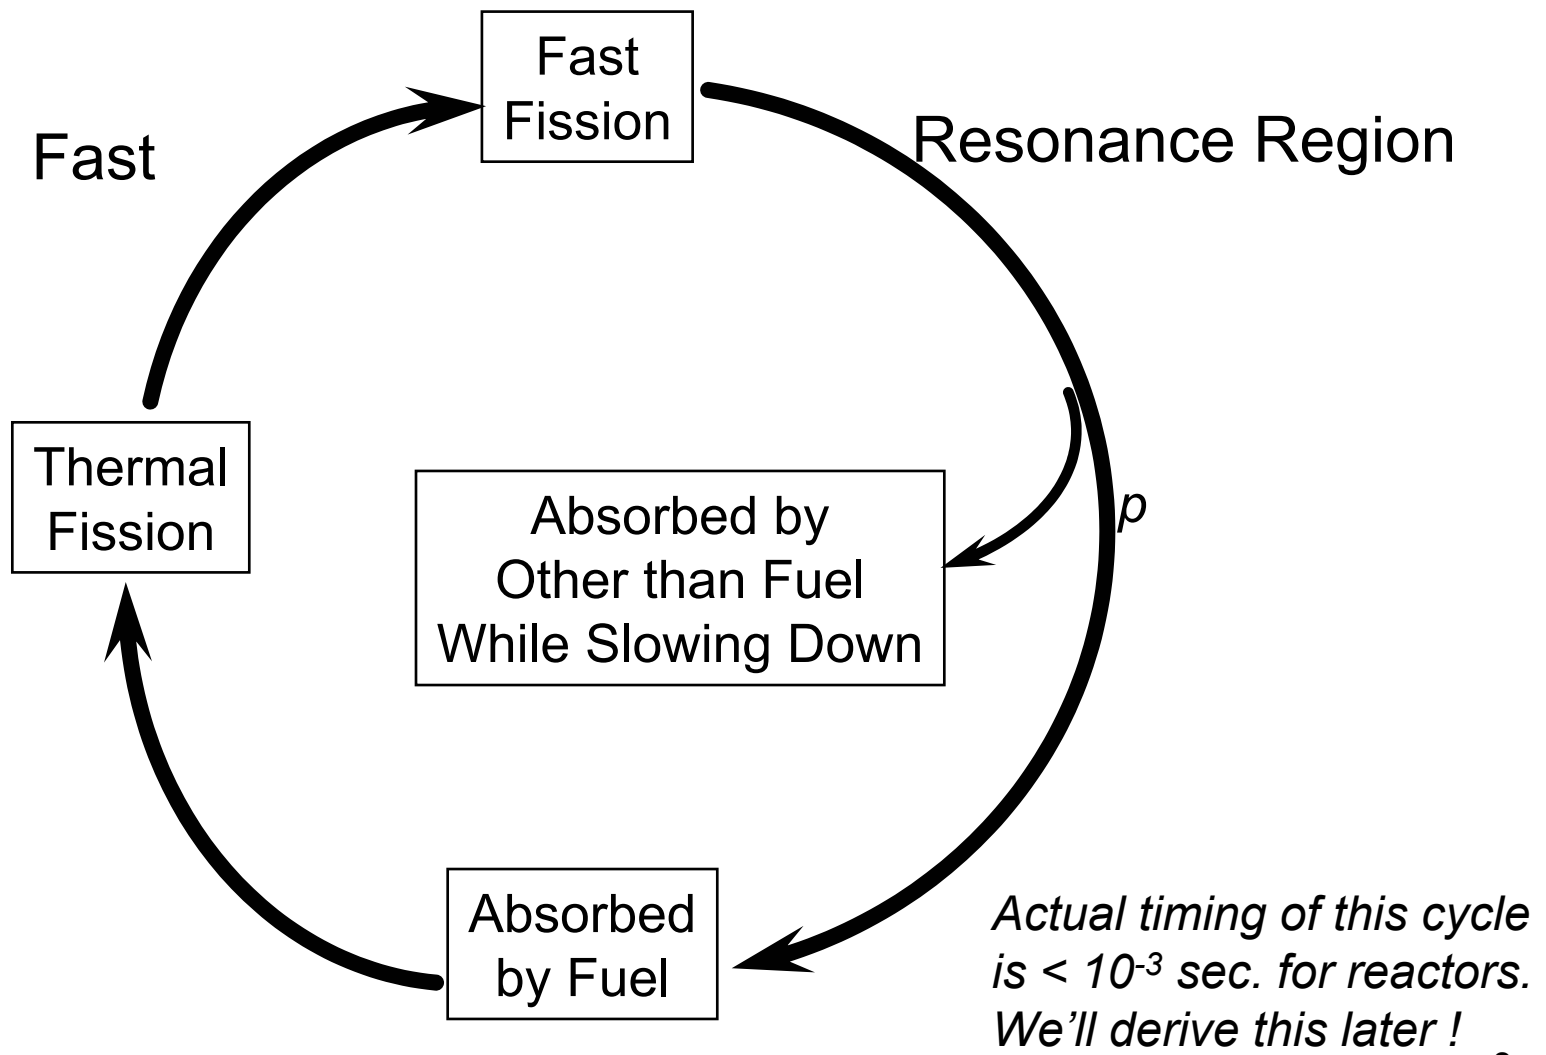 Fast
Fission
Fast
Resonance Region
Thermal
Fission
Absorbed by
Other than Fuel
While Slowing Down
p
Absorbed
by Fuel
Actual timing of this cycle
is < 10-3 sec. for reactors.
We'll derive this later !